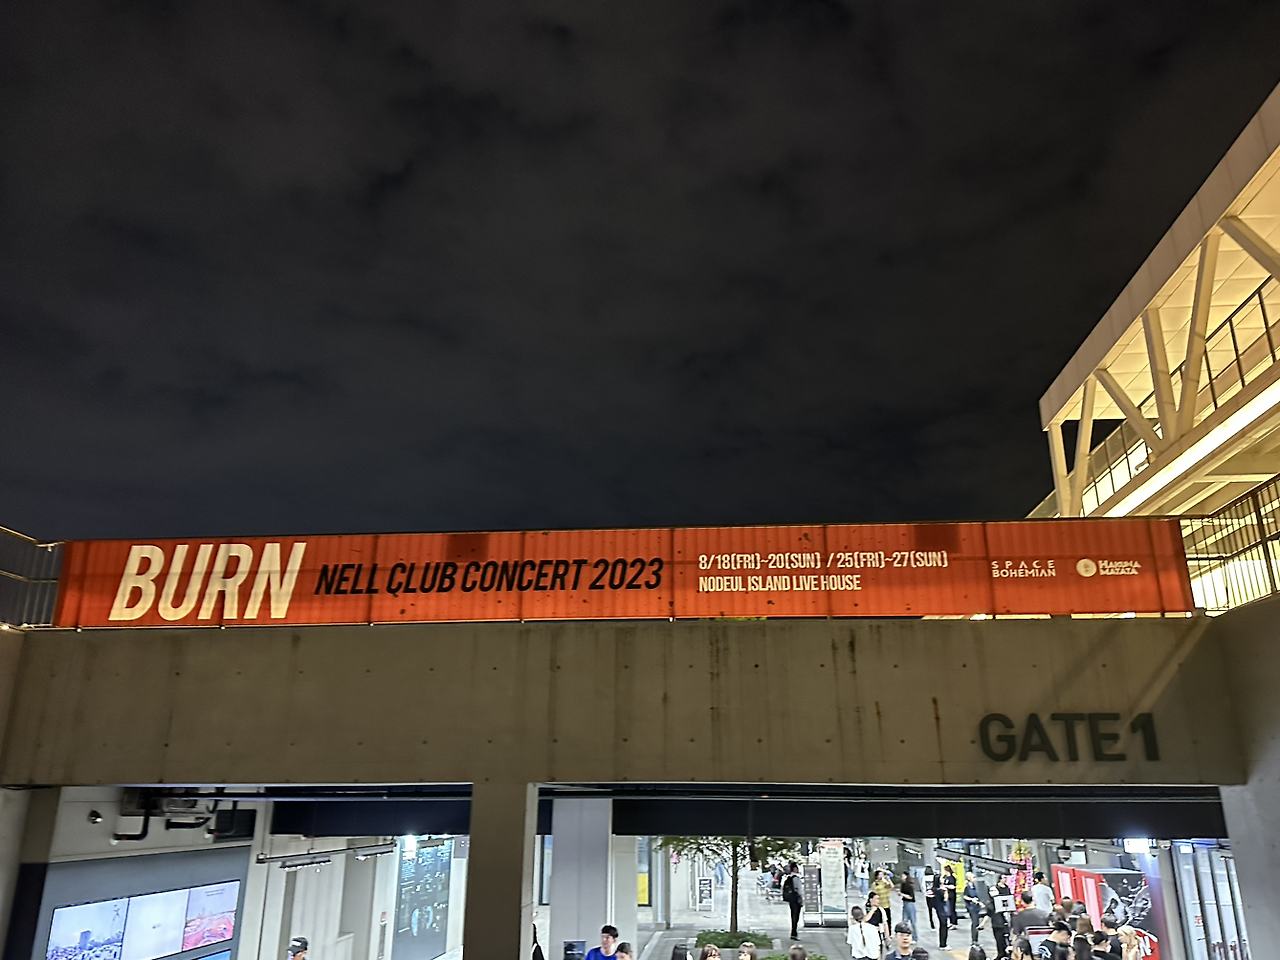 BURN
NELL CLUB CONCERT 2023
8/18(FRI)~20(SUN) / 25(FRI)~27(SUN)
NODEUL ISLAND LIVE HOUSE
SPACE
BOHEMIAN
HAKUNA
MATATA
GATE 1